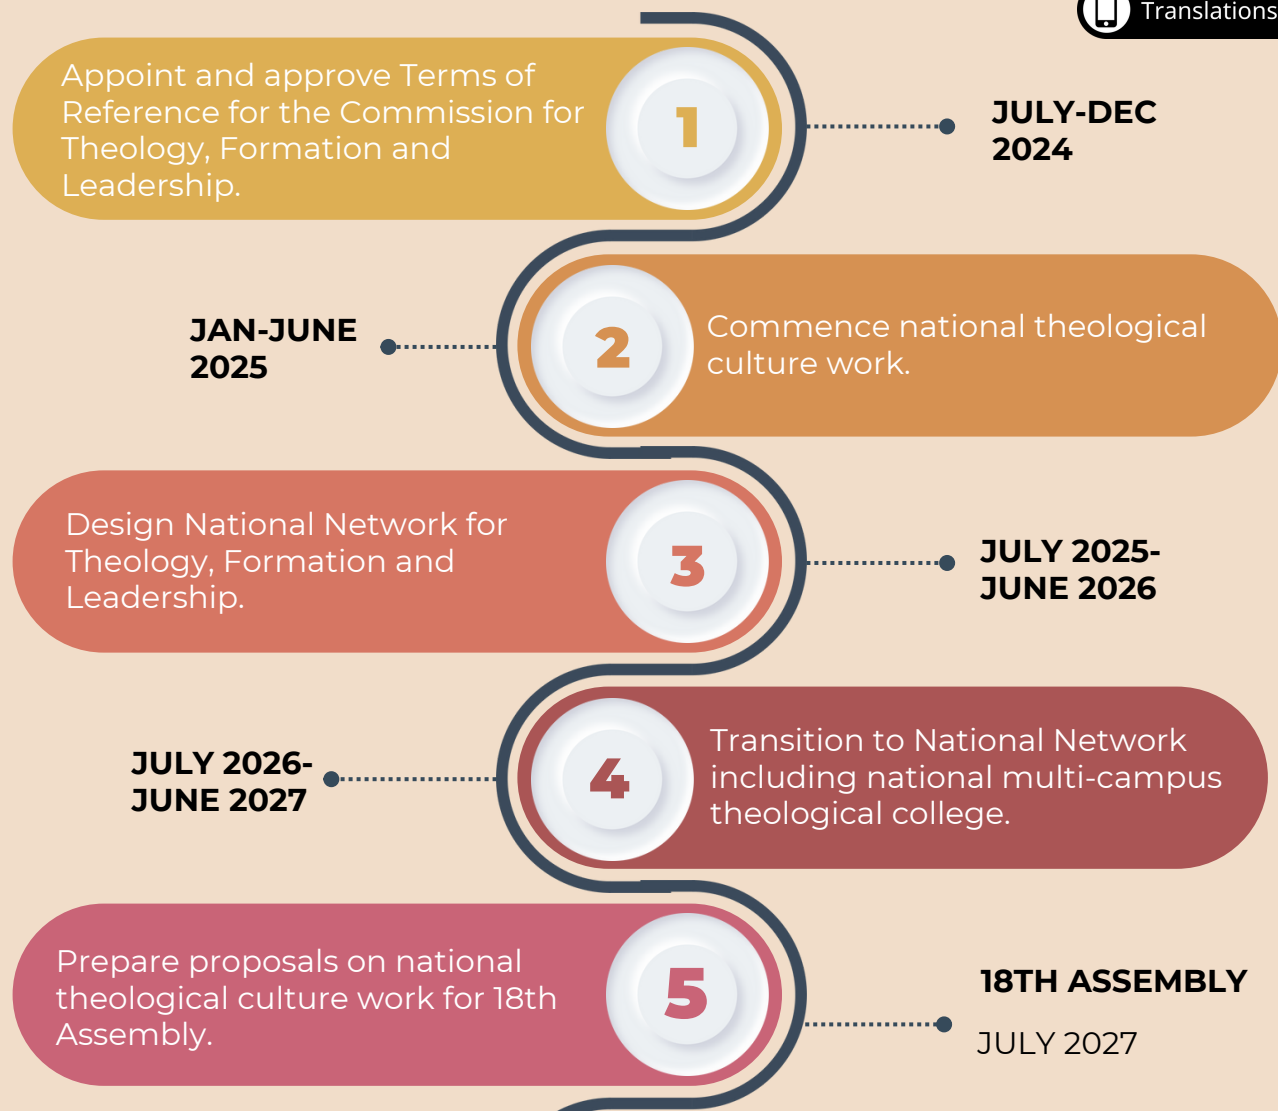 Translations
Appoint and approve Terms of
Reference for the Commission for
Theology, Formation and
Leadership.
1
JULY-DEC
2024
JAN-JUNE
2025
2
Commence national theological
culture work.
Design National Network for
Theology, Formation and
Leadership.
3
JULY 2025-
JUNE 2026
JULY 2026-
JUNE 2027
4
Transition to National Network
including national multi-campus
theological college.
Prepare proposals on national
theological culture work for 18th
Assembly.
5
18TH ASSEMBLY
JULY 2027